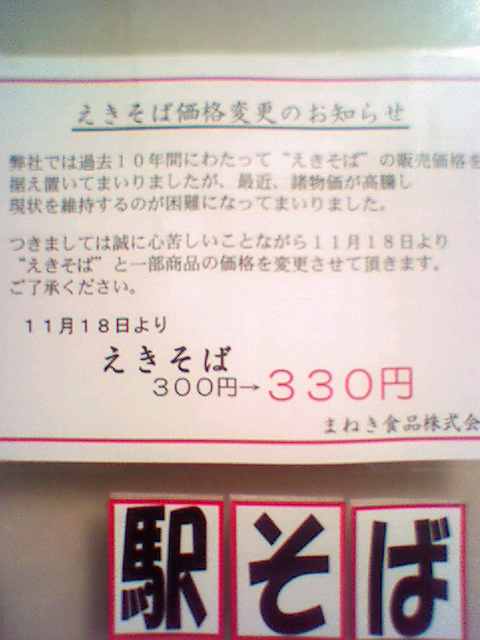 えきそば価格変更のお知らせ
弊社では過去１０年間にわたって“えきそば”の販売価格を
据え置いてまいりましたが、最近、諸物価が高騰し
現状を維持するのが困難になってまいりました。
つきましては誠に心苦しいことながら１１月１８日より
“えきそば”と一部商品の価格を変更させて頂きます。
ご了承ください。
１１月１８日より
えきそば
３００円→３３０円
まねき食品株式会
駅そば